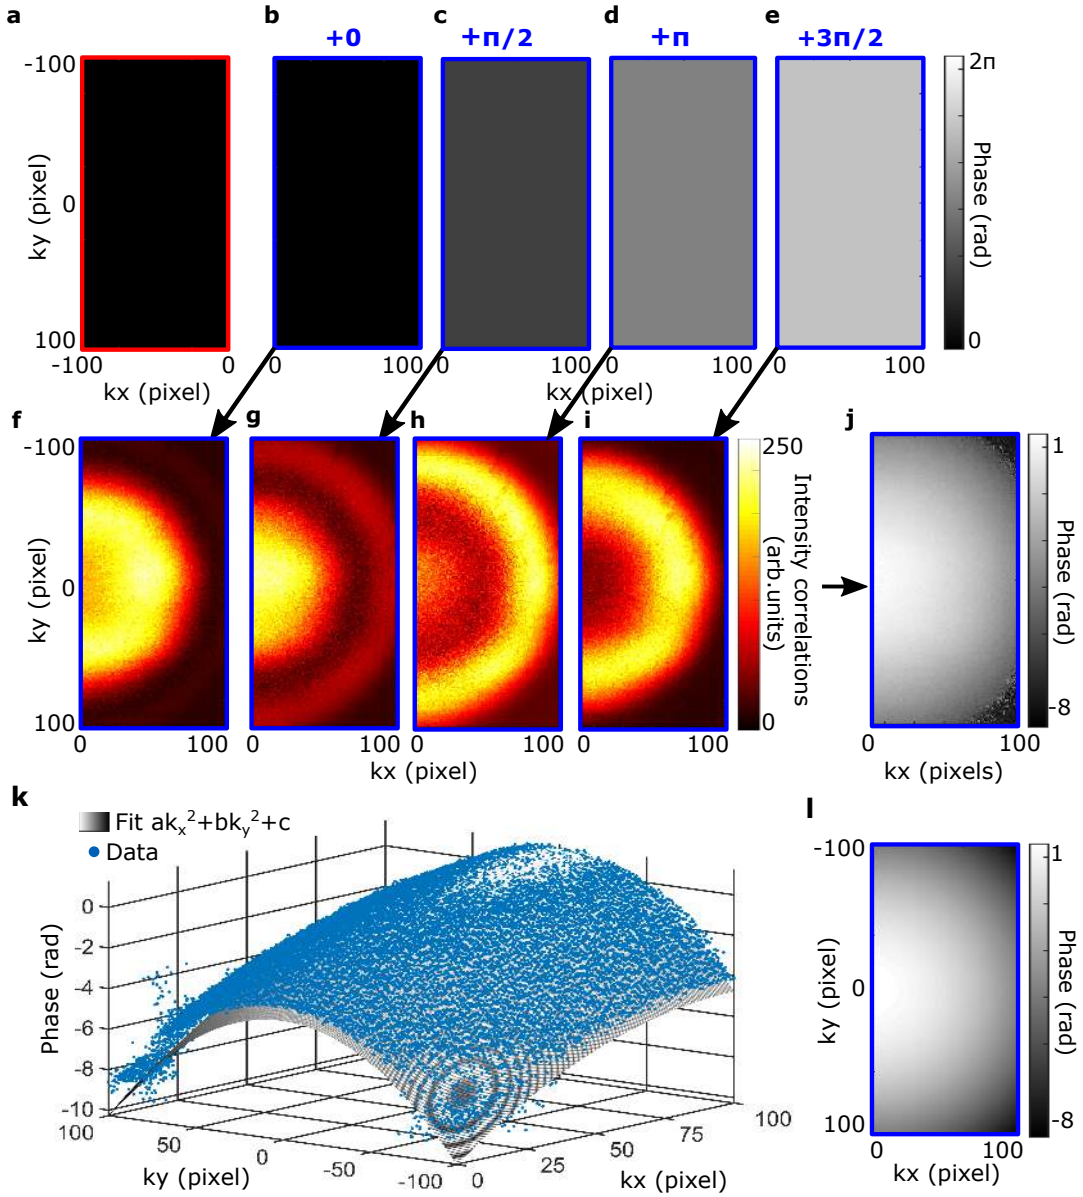 a
b
c
d
e
+0
+π/2
+π
+3π/2
-100
0
100
ky (pixel)
-100
0
kx (pixel)
0
100
0
100
kx (pixel)
0
100
0
100
2π
0
Phase (rad)
f
g
h
i
j
-100
0
100
ky (pixel)
0
100
0
100
0
100
0
100
kx (pixel)
250
0
Intensity correlations
(arb.units)
1
-8
Phase (rad)
0
100
kx (pixels)
k
Fit akx²+bky²+c
Data
0
-2
-4
-6
-8
-10
Phase (rad)
100
50
0
-50
-100
ky (pixel)
0
25
50
75
100
kx (pixel)
l
-100
0
100
ky (pixel)
0
100
kx (pixel)
1
-8
Phase (rad)